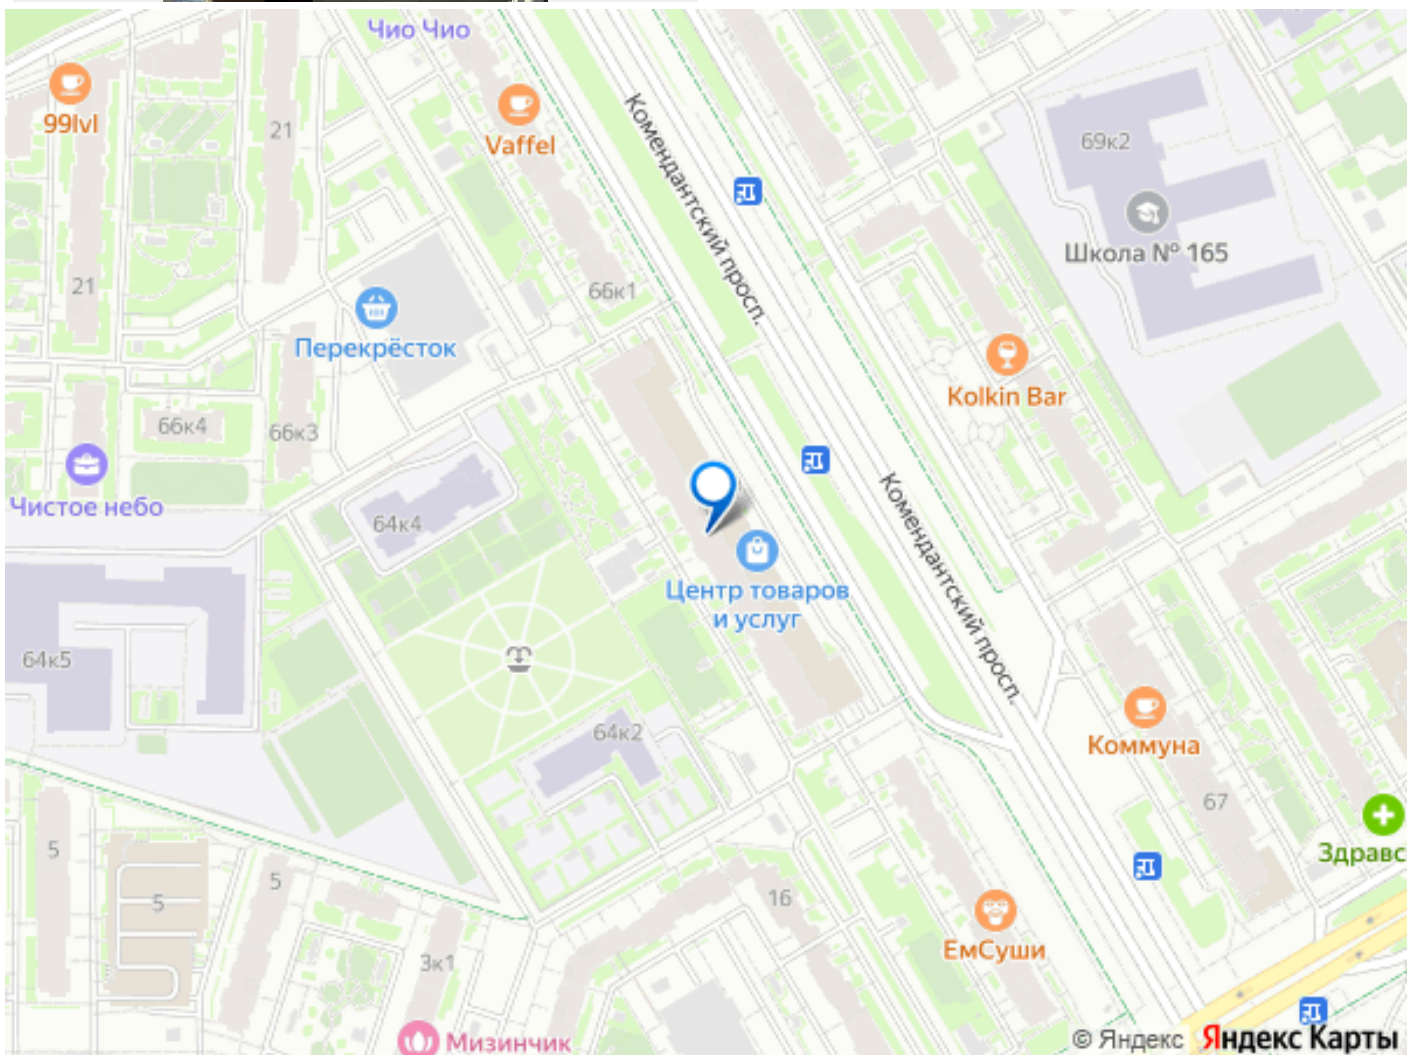 Чио Чио
99lvl
21
Vaffel
Комендантский просп.
69к2
Школа № 165
21
66к1
Перекрёсток
Kolkin Bar
66к4
66к3
Чистое небо
64к4
Комендантский просп.
Центр товаров
и услуг
64к5
64к2
Коммуна
67
Здравс
5
5
5
16
ЕмСуши
3к1
Мизинчик
© Яндекс Яндекс Карты